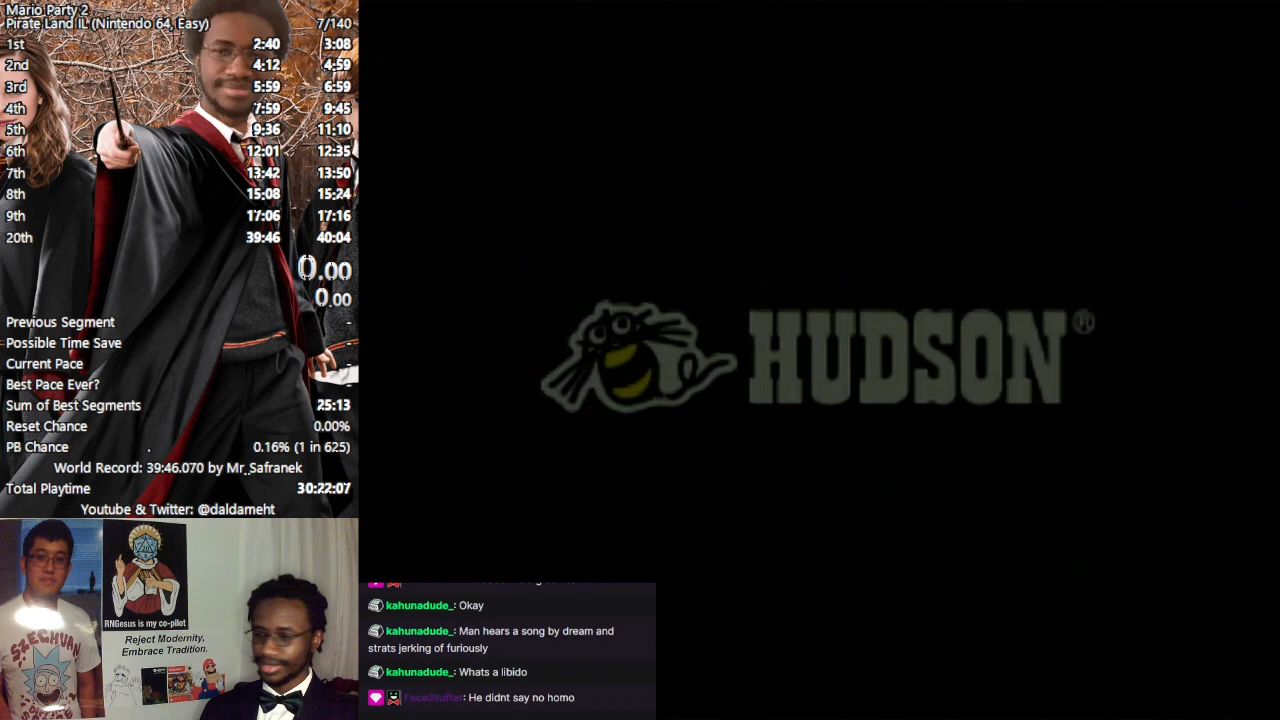 Mario Party 2
Pirate Land IL (Nintendo 64, Easy) 7/140
1st 2:40 3:08
2nd 4:12 4:59
3rd 5:59 6:59
4th 7:59 9:45
5th 9:36 11:10
6th 12:01 12:35
7th 13:42 13:50
8th 15:08 15:24
9th 17:06 17:16
20th 39:46 40:04
0.00
0.00
Previous Segment -
Possible Time Save -
Current Pace -
Best Pace Ever? -
Sum of Best Segments 25:13
Reset Chance 0.00%
PB Chance 0.16% (1 in 625)
World Record: 39:46.070 by Mr_Safranek
Total Playtime 30:22:07
Youtube & Twitter: @daldameht
HUDSON®
SZECHUAN
RNGesus is my co-pilot
Reject Modernity,
Embrace Tradition.
kahunadude_: Okay
kahunadude_: Man hears a song by dream and
strats jerking of furiously
kahunadude_: Whats a libido
FaceStuffer: He didnt say no homo